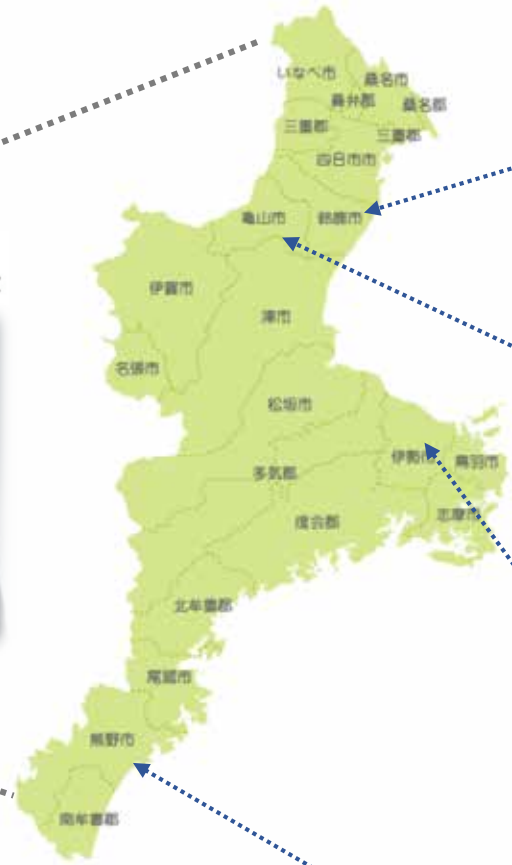 いなべ市
桑名市
員弁郡
桑名郡
三重郡
三重郡
四日市市
亀山市
鈴鹿市
伊賀市
津市
名張市
松坂市
伊勢市
鳥羽市
多気郡
志摩市
度会郡
北牟婁郡
尾鷲市
熊野市
南牟婁郡